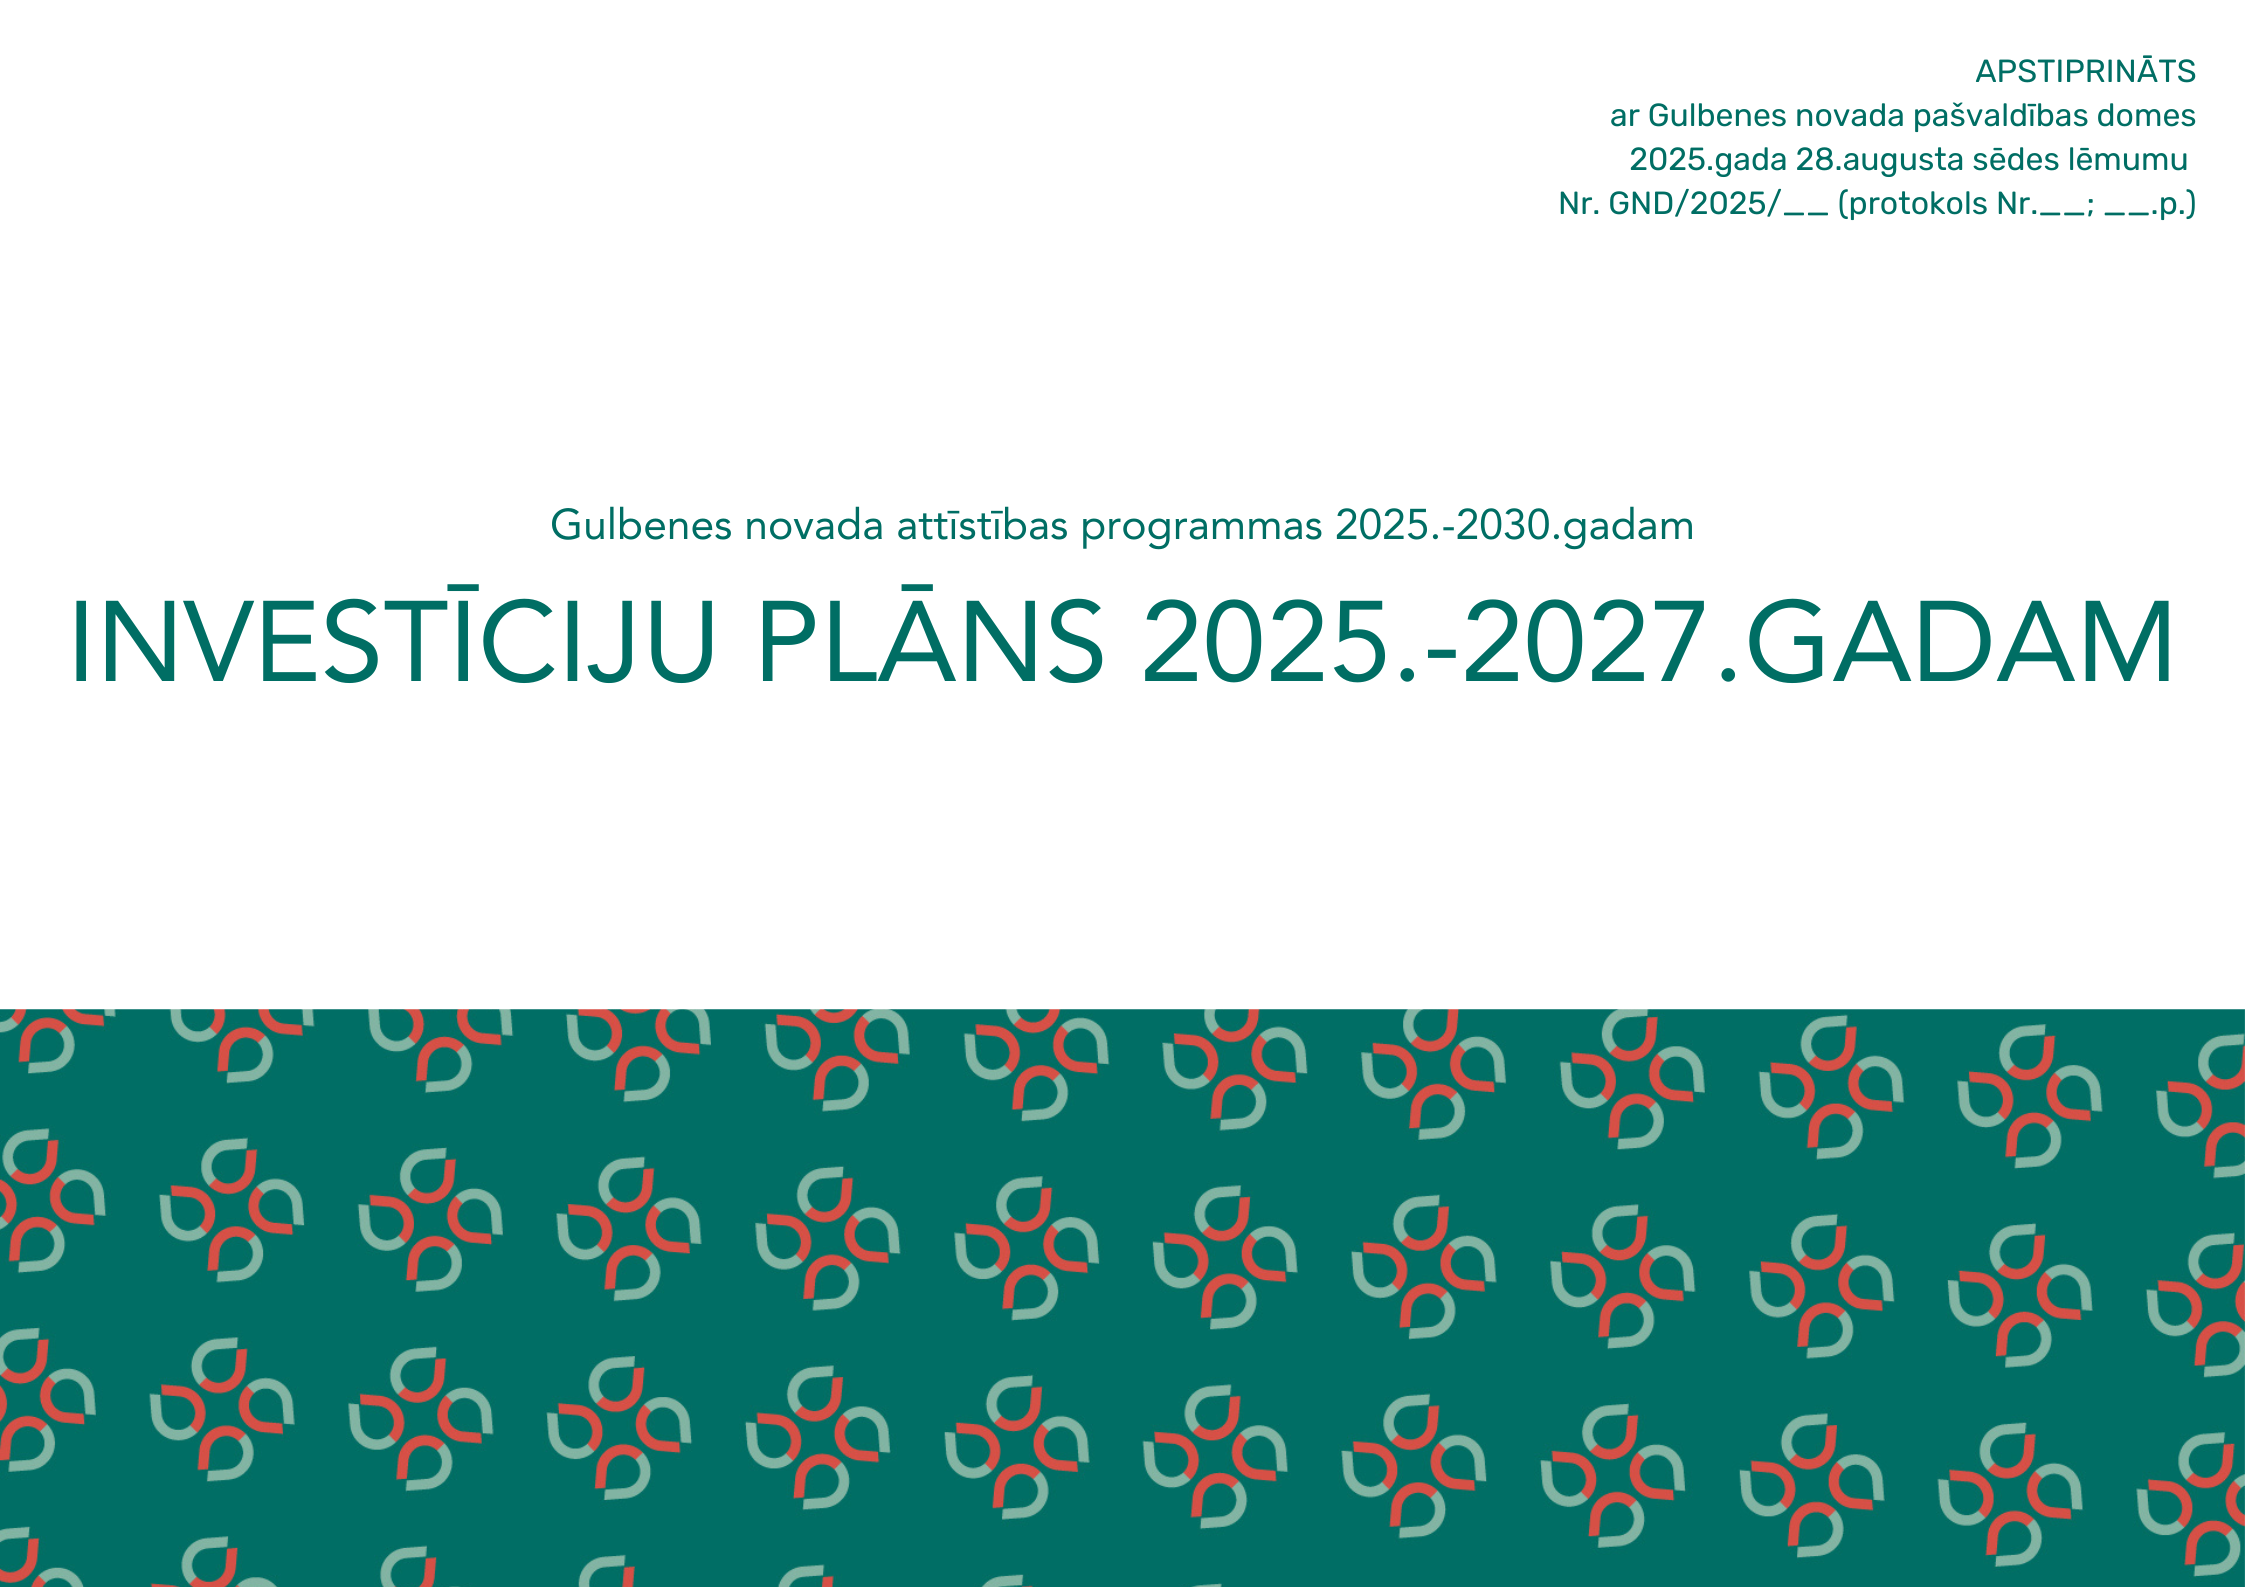 APSTIPRINĀTS
ar Gulbenes novada pašvaldības domes
2025.gada 28.augusta sēdes lēmumu
Nr. GND/2025/__ (protokols Nr.__; __.p.)
Gulbenes novada attīstības programmas 2025.-2030.gadam
INVESTĪCIJU PLĀNS 2025.-2027.GADAM